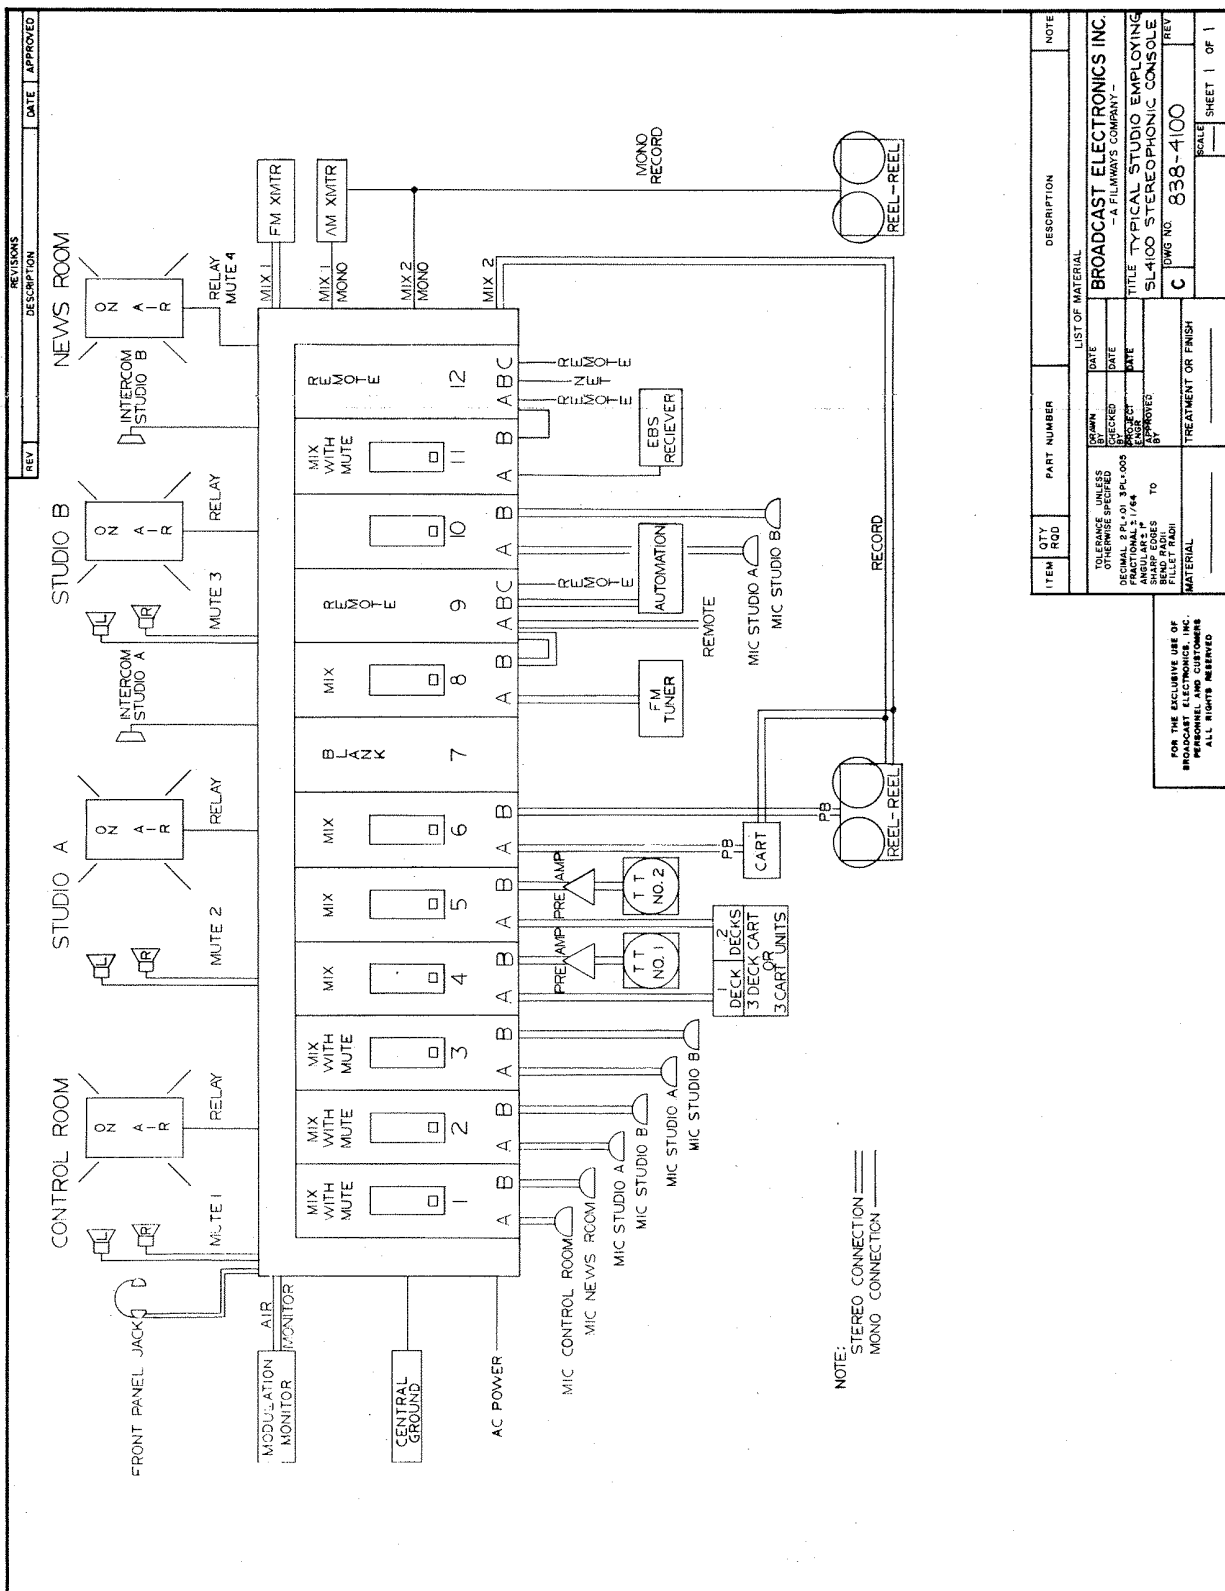 REVISIONS
REV
DESCRIPTION
DATE
APPROVED
CONTROL ROOM
STUDIO A
STUDIO B
NEWS ROOM
ON
AIR
ON
AIR
ON
AIR
ON
AIR
L
R
L
R
L
R
INTERCOM
STUDIO A
INTERCOM
STUDIO B
FRONT PANEL JACK
MUTE 1
RELAY
MUTE 2
RELAY
MUTE 3
RELAY
RELAY
MUTE 4
MODULATION
MONITOR
AIR
MONITOR
CENTRAL
GROUND
AC POWER
MIX 1
FM XMTR
MIX 1
MONO
AM XMTR
MIX 2
MONO
MIX 2
MONO
RECORD
REEL-REEL
MIX
WITH
MUTE
1
A B
MIX
WITH
MUTE
2
A B
MIX
WITH
MUTE
3
A B
MIX
4
A B
MIX
5
A B
MIX
6
A B
BLANK
7
MIX
8
A B
REMOTE
9
A B C
10
A B
MIX
WITH
MUTE
11
A B
REMOTE
12
A B C
MIC CONTROL ROOM
MIC NEWS ROOM
MIC STUDIO A
MIC STUDIO B
MIC STUDIO A
MIC STUDIO B
PRE AMP
T T
NO. 1
PRE AMP
T T
NO. 2
1
DECK
2
DECKS
3 DECK CART
OR
3 CART UNITS
PB
CART
PB
REEL-REEL
FM
TUNER
REMOTE
AUTOMATION
REMOTE
MIC STUDIO A
MIC STUDIO B
EBS
RECIEVER
REMOTE
NET
REMOTE
RECORD
NOTE:
STEREO CONNECTION
MONO CONNECTION
FOR THE EXCLUSIVE USE OF
BROADCAST ELECTRONICS, INC.
PERSONNEL AND CUSTOMERS
ALL RIGHTS RESERVED
ITEM
QTY
RQD
PART NUMBER
DESCRIPTION
NOTE
LIST OF MATERIAL
TOLERANCE UNLESS
OTHERWISE SPECIFIED
DECIMAL 2 PL±.01 3 PL±.005
FRACTIONAL ± 1/64
ANGULAR ± 1°
SHARP EDGES TO
BEND RADII
FILLET RADII
MATERIAL
DRAWN
BY
DATE
CHECKED
BY
DATE
PROJECT
ENGR
DATE
APPROVED
BY
TREATMENT OR FINISH
BROADCAST ELECTRONICS INC.
-A FILMWAYS COMPANY-
TITLE TYPICAL STUDIO EMPLOYING
SL4100 STEREOPHONIC CONSOLE
C
DWG NO.
838-4100
REV
SCALE
SHEET 1 OF 1